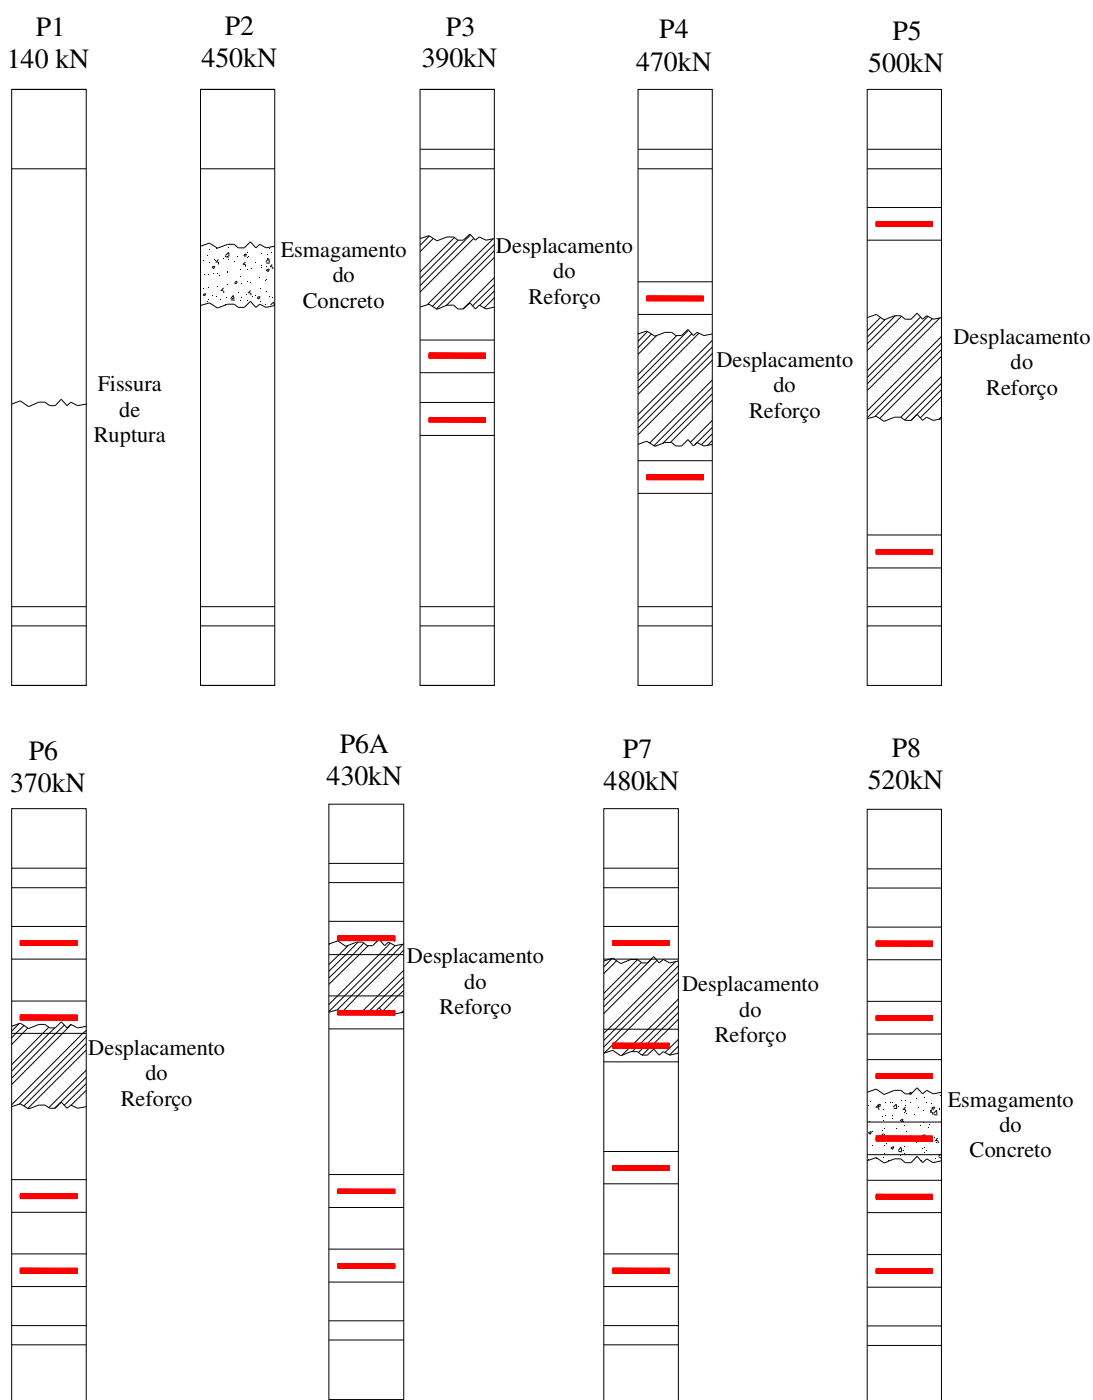 P1
140 kN
P2
450kN
P3
390kN
P4
470kN
P5
500kN
Fissura
de
Ruptura
Esmagamento
do
Concreto
Desplacamento
do
Reforço
Desplacamento
do
Reforço
Desplacamento
do
Reforço
P6
370kN
P6A
430kN
P7
480kN
P8
520kN
Desplacamento
do
Reforço
Desplacamento
do
Reforço
Desplacamento
do
Reforço
Esmagamento
do
Concreto